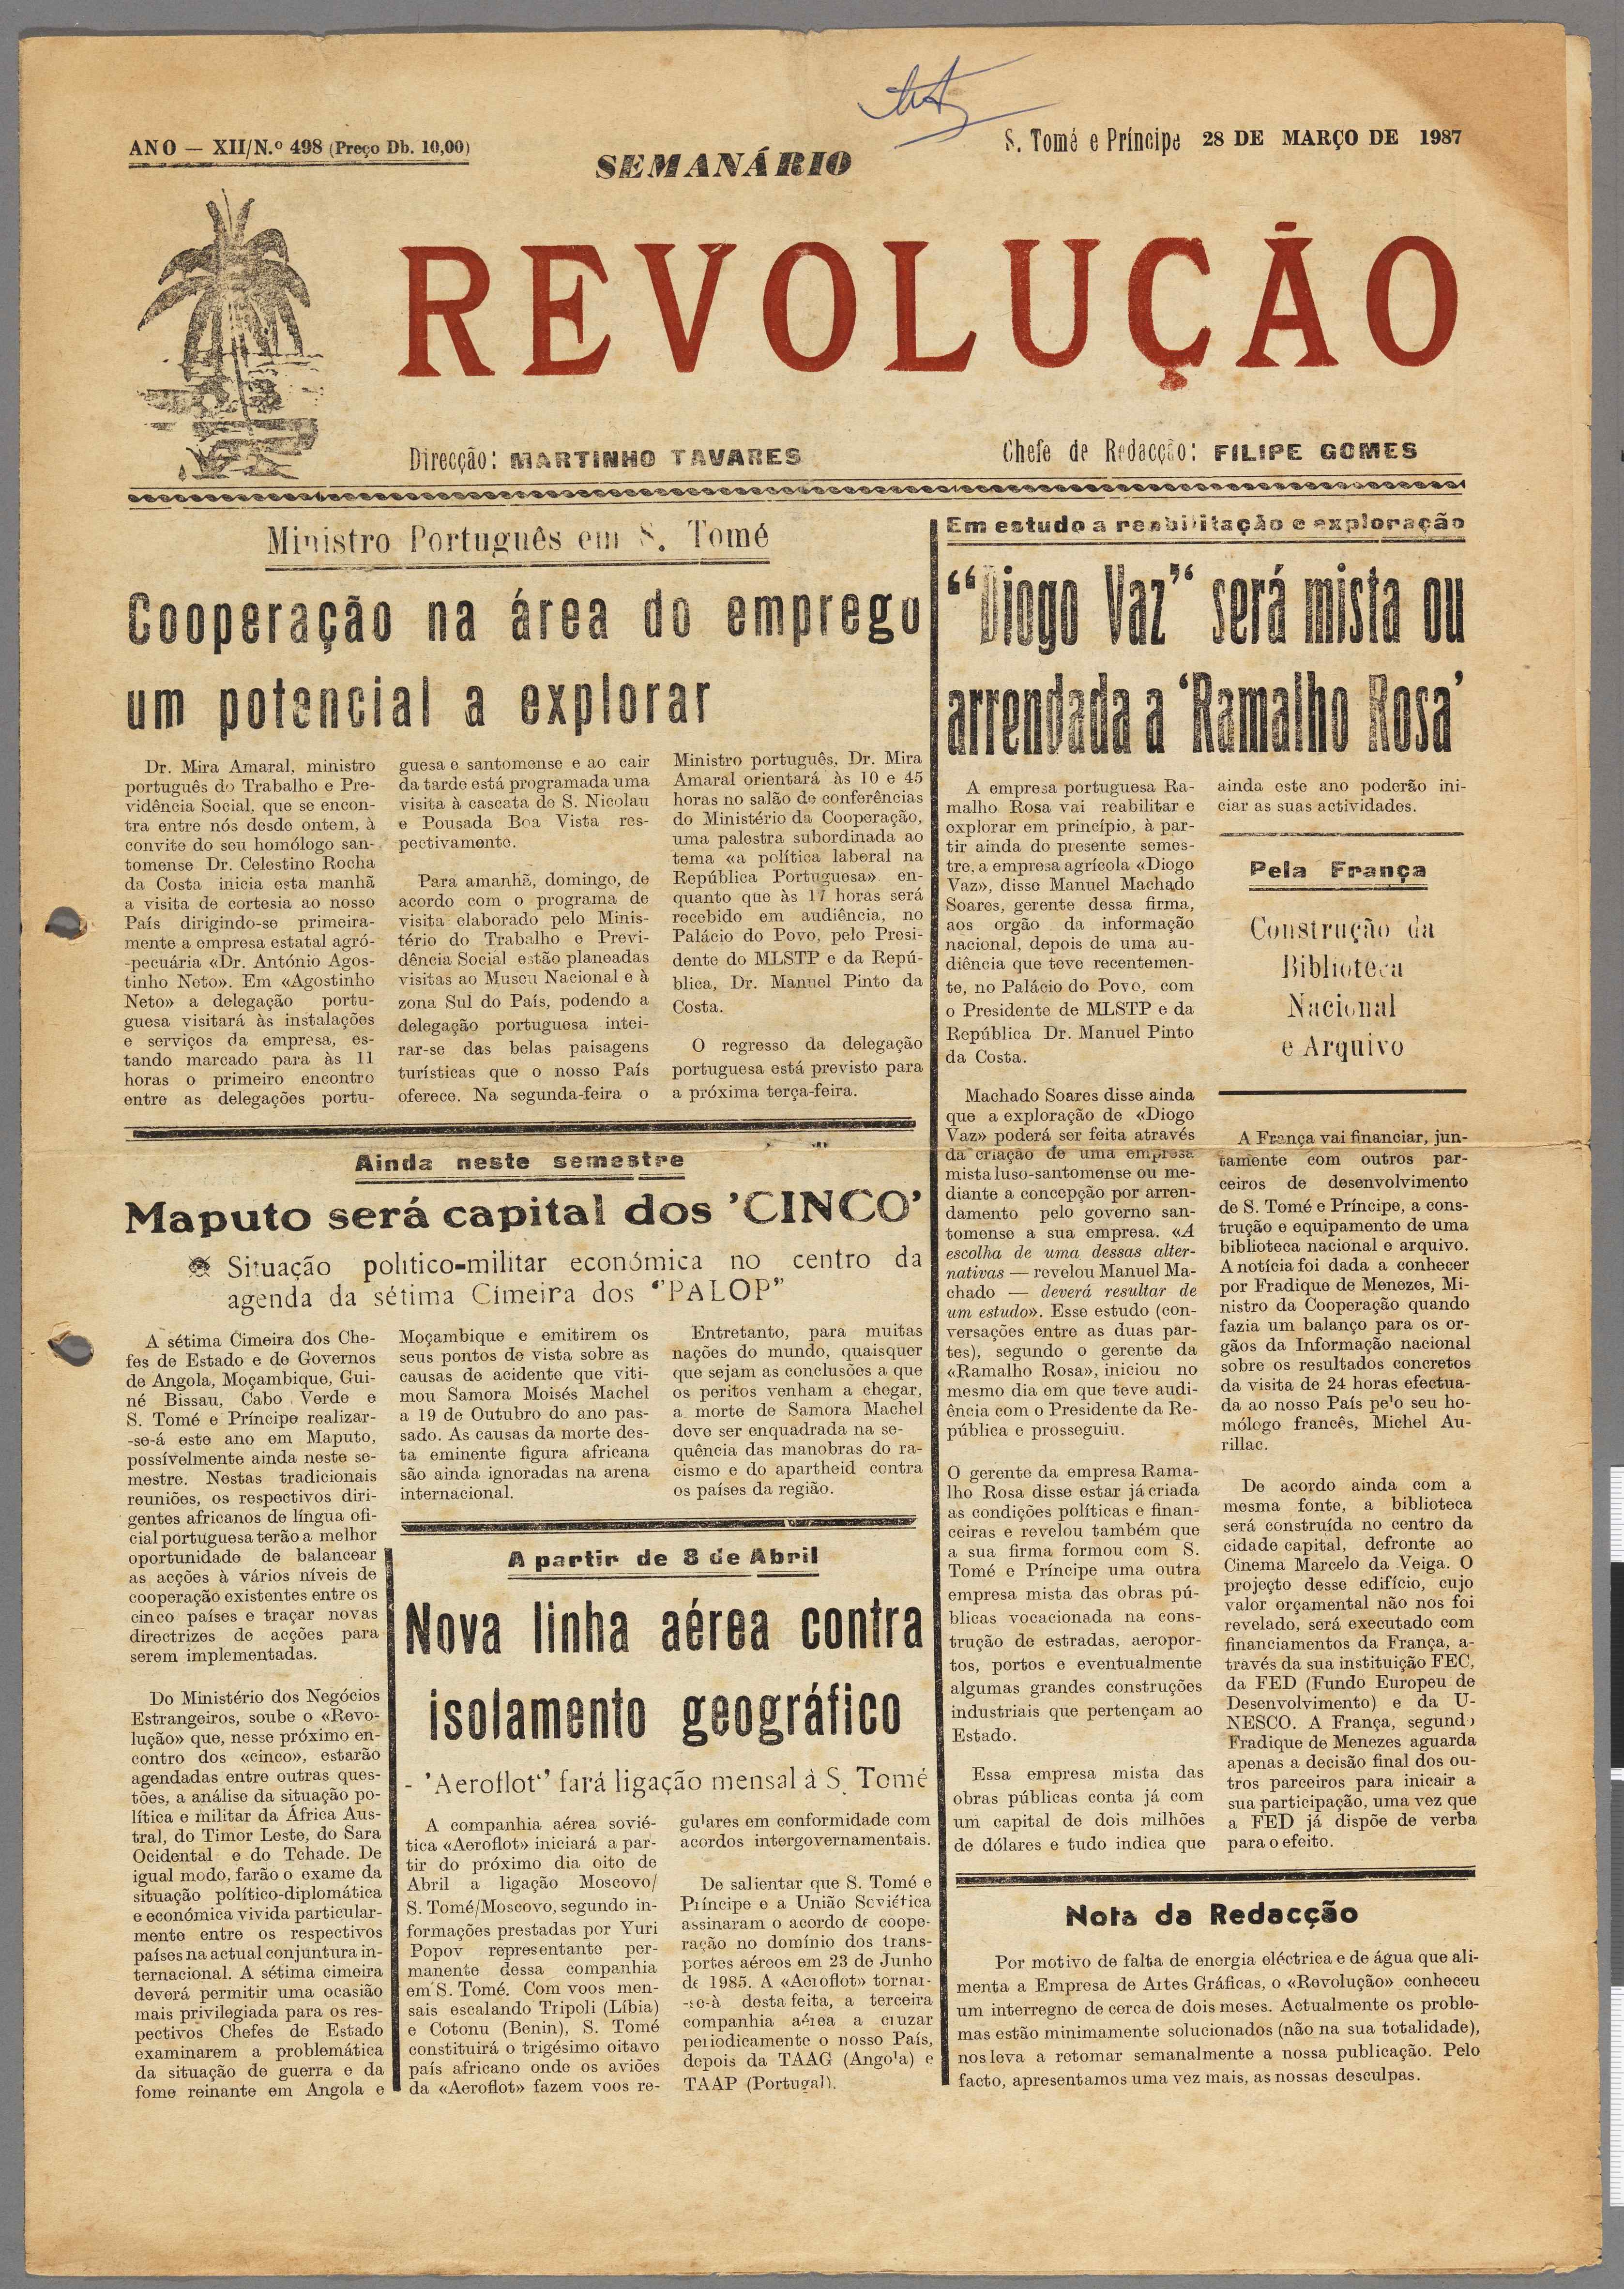 ANO — XII/N.º 498 (Preço Db. 10,00)
SEMANÁRIO
S. Tomé e Príncipe 28 DE MARÇO DE 1987
REVOLUÇÃO
Direcção: MARTINHO TAVARES
Chefe de Redacção: FILIPE GOMES
Ministro Português em S. Tomé
Cooperação na área do emprego
um potencial a explorar
Dr. Mira Amaral, ministro
português do Trabalho e Pre-
vidência Social, que se encon-
tra entre nós desde ontem, à
convite do seu homólogo san-
tomense Dr. Celestino Rocha
da Costa inicia esta manhã
a visita de cortesia ao nosso
País dirigindo-se primeira-
mente a empresa estatal agró-
-pecuária «Dr. António Agos-
tinho Neto». Em «Agostinho
Neto» a delegação portu-
guesa visitará às instalações
e serviços da empresa, es-
tando marcado para às 11
horas o primeiro encontro
entre as delegações portu-
guesa e santomense e ao cair
da tarde está programada uma
visita à cascata de S. Nicolau
e Pousada Boa Vista res-
pectivamente.
Para amanhã, domingo, de
acordo com o programa de
visita elaborado pelo Minis-
tério do Trabalho e Previ-
dência Social estão planeadas
visitas ao Museu Nacional e à
zona Sul do País, podendo a
delegação portuguesa intei-
rar-se das belas paisagens
turísticas que o nosso País
oferece. Na segunda-feira o
Ministro português, Dr. Mira
Amaral orientará às 10 e 45
horas no salão de conferências
do Ministério da Cooperação,
uma palestra subordinada ao
tema «a política laboral na
República Portuguesa» en-
quanto que às 17 horas será
recebido em audiência, no
Palácio do Povo, pelo Presi-
dente do MLSTP e da Repú-
blica, Dr. Manuel Pinto da
Costa.
O regresso da delegação
portuguesa está previsto para
a próxima terça-feira.
Ainda neste semestre
Maputo será capital dos 'CINCO'
Situação político-militar económica no centro da
agenda da sétima Cimeira dos "PALOP"
A sétima Cimeira dos Che-
fes de Estado e de Governos
de Angola, Moçambique, Gui-
né Bissau, Cabo Verde e
S. Tomé e Príncipe realizar-
-se-á este ano em Maputo,
possívelmente ainda neste se-
mestre. Nestas tradicionais
reuniões, os respectivos diri-
gentes africanos de língua ofi-
cial portuguesa terão a melhor
oportunidade de balancear
as acções à vários níveis de
cooperação existentes entre os
cinco países e traçar novas
directrizes de acções para
serem implementadas.
Do Ministério dos Negócios
Estrangeiros, soube o «Revo-
lução» que, nesse próximo en-
contro dos «cinco», estarão
agendadas entre outras ques-
tões, a análise da situação po-
lítica e militar da África Aus-
tral, do Timor Leste, do Sara
Ocidental e do Tchade. De
igual modo, farão o exame da
situação político-diplomática
e económica vivida particular-
mente entre os respectivos
países na actual conjuntura in-
ternacional. A sétima cimeira
deverá permitir uma ocasião
mais privilegiada para os res-
pectivos Chefes de Estado
examinarem a problemática
da situação de guerra e da
fome reinante em Angola e
Moçambique e emitirem os
seus pontos de vista sobre as
causas de acidente que viti-
mou Samora Moisés Machel
a 19 de Outubro do ano pas-
sado. As causas da morte des-
ta eminente figura africana
são ainda ignoradas na arena
internacional.
Entretanto, para muitas
nações do mundo, quaisquer
que sejam as conclusões a que
os peritos venham a chegar,
a morte de Samora Machel
deve ser enquadrada na se-
quência das manobras do ra-
cismo e do apartheid contra
os países da região.
A partir de 8 de Abril
Nova linha aérea contra
isolamento geográfico
- 'Aeroflot'' fará ligação mensal à S. Tomé
A companhia aérea sovié-
tica «Aeroflot» iniciará a par-
tir do próximo dia oito de
Abril a ligação Moscovo/
S. Tomé/Moscovo, segundo in-
formações prestadas por Yuri
Popov representante per-
manente dessa companhia
em S. Tomé. Com voos men-
sais escalando Tripoli (Líbia)
e Cotonu (Benin), S. Tomé
constituirá o trigésimo oitavo
país africano onde os aviões
da «Aeroflot» fazem voos re-
gulares em conformidade com
acordos intergovernamentais.
De salientar que S. Tomé e
Príncipe e a União Soviética
assinaram o acordo de coope-
ração no domínio dos trans-
portes aéreos em 23 de Junho
de 1985. A «Aeroflot» tornar-
-se-à desta feita, a terceira
companhia aérea a cruzar
periodicamente o nosso País,
depois da TAAG (Angola) e
TAAP (Portugal).
Em estudo a reabilitação e exploração
“Diogo Vaz” será mista ou
arrendada a ‘Ramalho Rosa’
A empresa portuguesa Ra-
malho Rosa vai reabilitar e
explorar em princípio, à par-
tir ainda do presente semes-
tre, a empresa agrícola «Diogo
Vaz», disse Manuel Machado
Soares, gerente dessa firma,
aos orgão da informação
nacional, depois de uma au-
diência que teve recentemen-
te, no Palácio do Povo, com
o Presidente de MLSTP e da
República Dr. Manuel Pinto
da Costa.
Machado Soares disse ainda
que a exploração de «Diogo
Vaz» poderá ser feita através
da criação de uma empresa
mista luso-santomense ou me-
diante a concepção por arren-
damento pelo governo san-
tomense a sua empresa. «A
escolha de uma dessas alter-
nativas — revelou Manuel Ma-
chado — deverá resultar de
um estudo». Esse estudo (con-
versações entre as duas par-
tes), segundo o gerente da
«Ramalho Rosa», iniciou no
mesmo dia em que teve audi-
ência com o Presidente da Re-
pública e prosseguiu.
O gerente da empresa Rama-
lho Rosa disse estar já criada
as condições políticas e finan-
ceiras e revelou também que
a sua firma formou com S.
Tomé e Príncipe uma outra
empresa mista das obras pú-
blicas vocacionada na cons-
trução de estradas, aeropor-
tos, portos e eventualmente
algumas grandes construções
industriais que pertençam ao
Estado.
Essa empresa mista das
obras públicas conta já com
um capital de dois milhões
de dólares e tudo indica que
ainda este ano poderão ini-
ciar as suas actividades.
Pela França
Construção da
Biblioteca
Nacional
e Arquivo
A França vai financiar, jun-
tamente com outros par-
ceiros de desenvolvimento
de S. Tomé e Príncipe, a cons-
trução e equipamento de uma
biblioteca nacional e arquivo.
A notícia foi dada a conhecer
por Fradique de Menezes, Mi-
nistro da Cooperação quando
fazia um balanço para os or-
gãos da Informação nacional
sobre os resultados concretos
da visita de 24 horas efectua-
da ao nosso País pelo seu ho-
mólogo francês, Michel Au-
rillac.
De acordo ainda com a
mesma fonte, a biblioteca
será construída no centro da
cidade capital, defronte ao
Cinema Marcelo da Veiga. O
projecto desse edifício, cujo
valor orçamental não nos foi
revelado, será executado com
financiamentos da França, a-
través da sua instituição FEC,
da FED (Fundo Europeu de
Desenvolvimento) e da U-
NESCO. A França, segundo
Fradique de Menezes aguarda
apenas a decisão final dos ou-
tros parceiros para inicair a
sua participação, uma vez que
a FED já dispõe de verba
para o efeito.
Nota da Redacção
Por motivo de falta de energia eléctrica e de água que ali-
menta a Empresa de Artes Gráficas, o «Revolução» conheceu
um interregno de cerca de dois meses. Actualmente os proble-
mas estão minimamente solucionados (não na sua totalidade),
nos leva a retomar semanalmente a nossa publicação. Pelo
facto, apresentamos uma vez mais, as nossas desculpas.